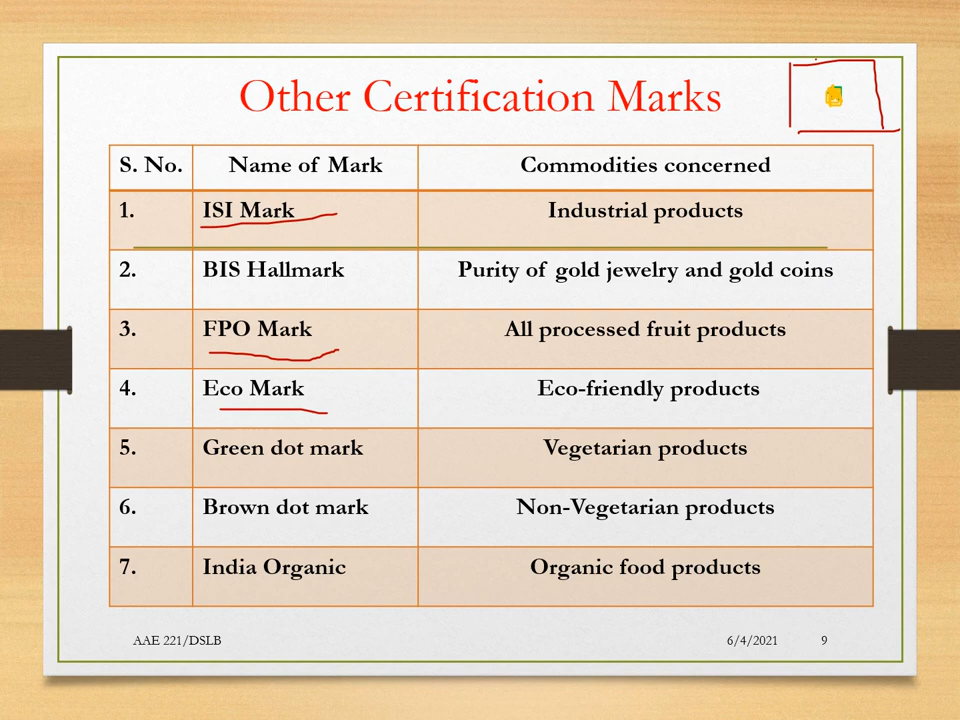 Other Certification Marks
S. No. Name of Mark Commodities concerned
1. ISI Mark Industrial products
2. BIS Hallmark Purity of gold jewelry and gold coins
3. FPO Mark All processed fruit products
4. Eco Mark Eco-friendly products
5. Green dot mark Vegetarian products
6. Brown dot mark Non-Vegetarian products
7. India Organic Organic food products
AAE 221/DSLB 6/4/2021 9